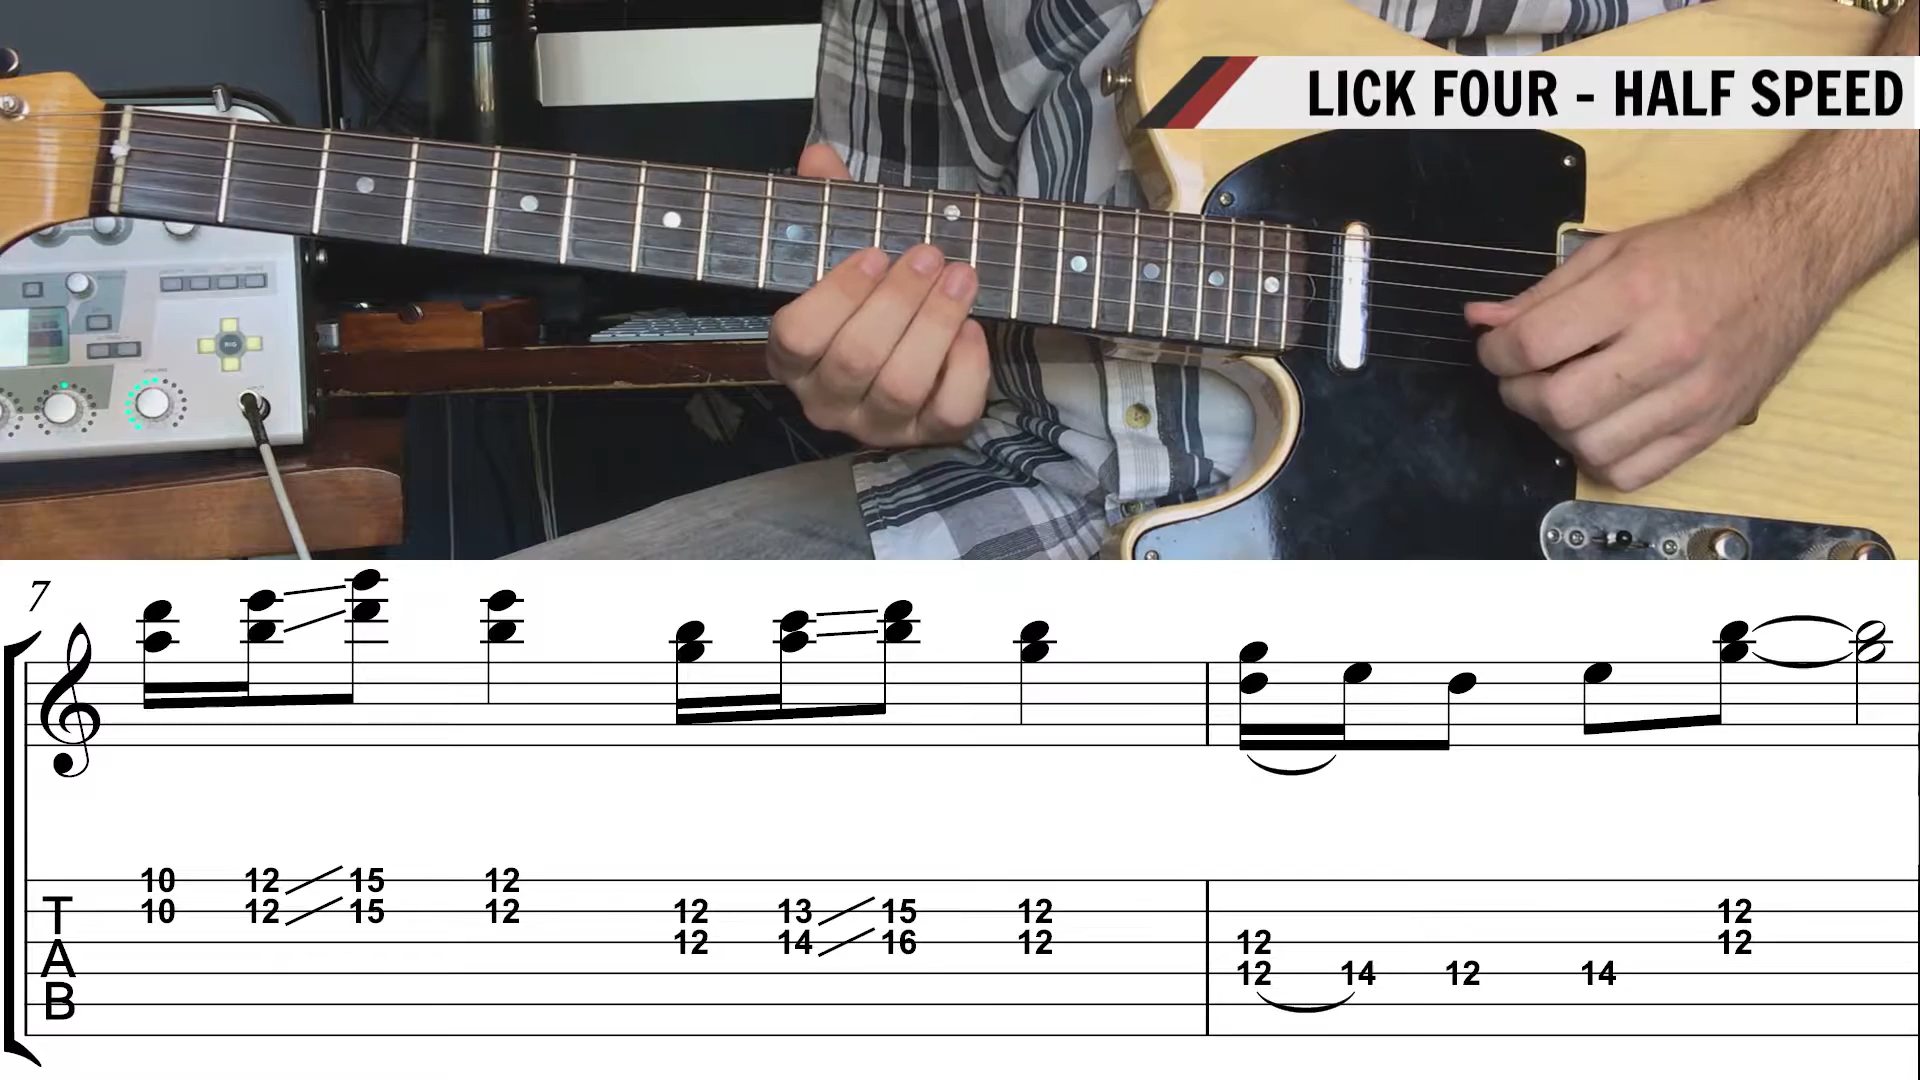 LICK FOUR - HALF SPEED
7
10 12 15 12
T 10 12 15 12 12 13 15 12 12
12 14 16 12 12 12
A 12 14 12 14
B